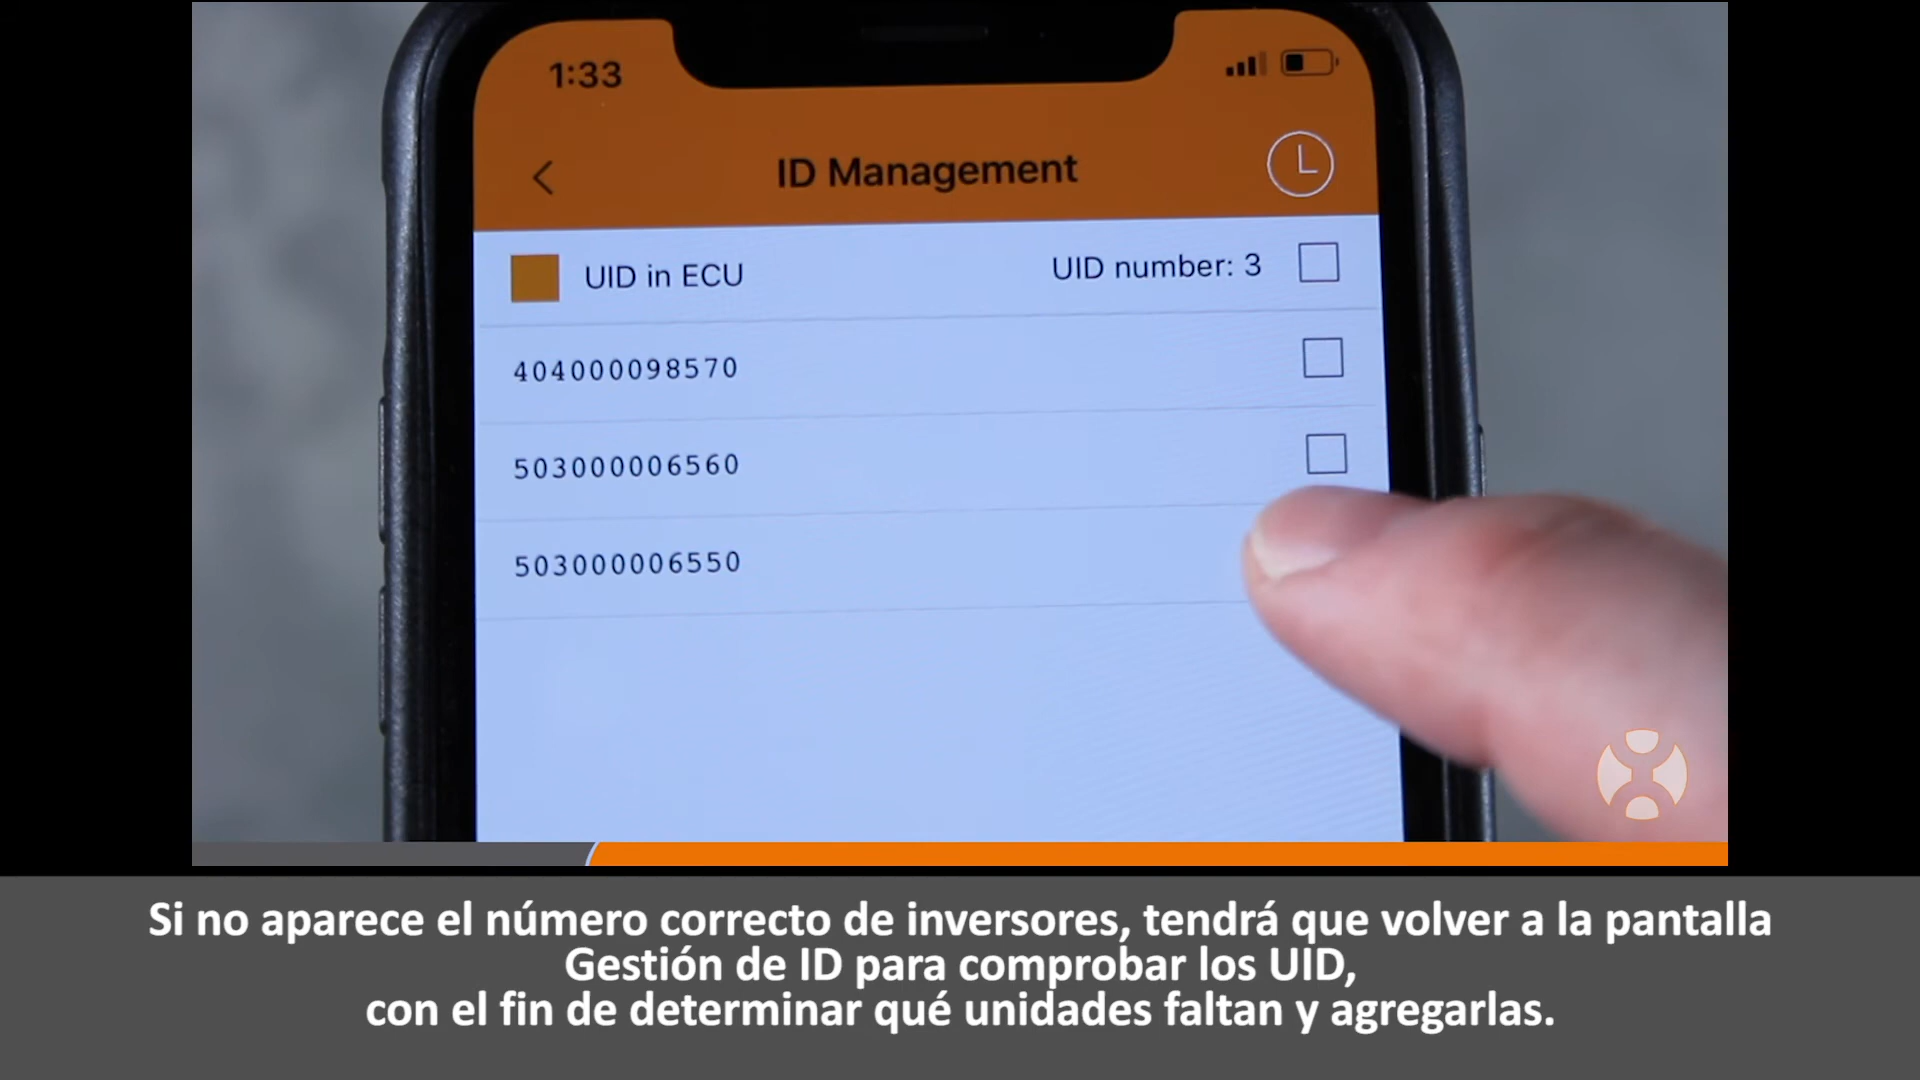 1:33
ID Management
UID in ECU
UID number: 3
404000098570
503000006560
503000006550
Si no aparece el número correcto de inversores, tendrá que volver a la pantalla
Gestión de ID para comprobar los UID,
con el fin de determinar qué unidades faltan y agregarlas.